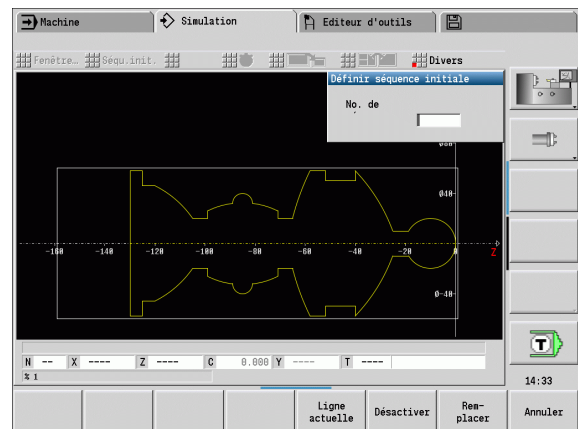 Machine
Simulation
Editeur d'outils
Fenêtre… Séqu.init.
Divers
Définir séquence initiale
No. de
Ø80
Ø40
-160 -140 -120 -100 -80 -60 -40 -20 0 Z
Ø-40
N -- X ---- Z ---- C 0.000 Y ---- T ----
% 1
14:33
Ligne actuelle
Désactiver
Rem-
placer
Annuler
T